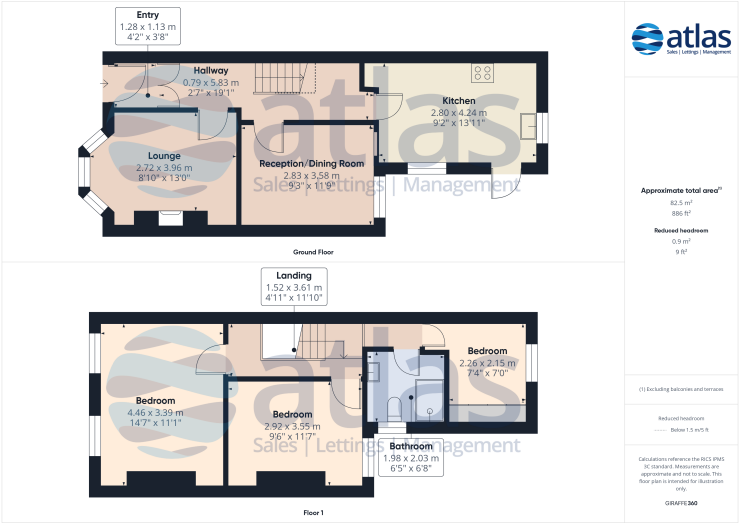 Entry
1.28 x 1.13 m
4'2" x 3'8"
Hallway
0.79 x 5.83 m
2'7" x 19'1"
Kitchen
2.80 x 4.24 m
9'2" x 13'11"
Lounge
2.72 x 3.96 m
8'10" x 13'0"
Reception/Dining Room
2.83 x 3.58 m
9'3" x 11'9"
atlas
Sales | Lettings | Management
Ground Floor
Landing
1.52 x 3.61 m
4'11" x 11'10"
Bedroom
2.26 x 2.15 m
7'4" x 7'0"
Bedroom
4.46 x 3.39 m
14'7" x 11'1"
Bedroom
2.92 x 3.55 m
9'6" x 11'7"
atlas
Sales | Lettings | Management
Bathroom
1.98 x 2.03 m
6'5" x 6'8"
Floor 1
atlas
Sales | Lettings | Management
Approximate total area(1)
82.5 m²
886 ft²
Reduced headroom
0.9 m²
9 ft²
(1) Excluding balconies and terraces
Reduced headroom
Below 1.5 m/5 ft
Calculations reference the RICS IPMS
3C standard. Measurements are
approximate and not to scale. This
floor plan is intended for illustration
only.
GIRAFFE360